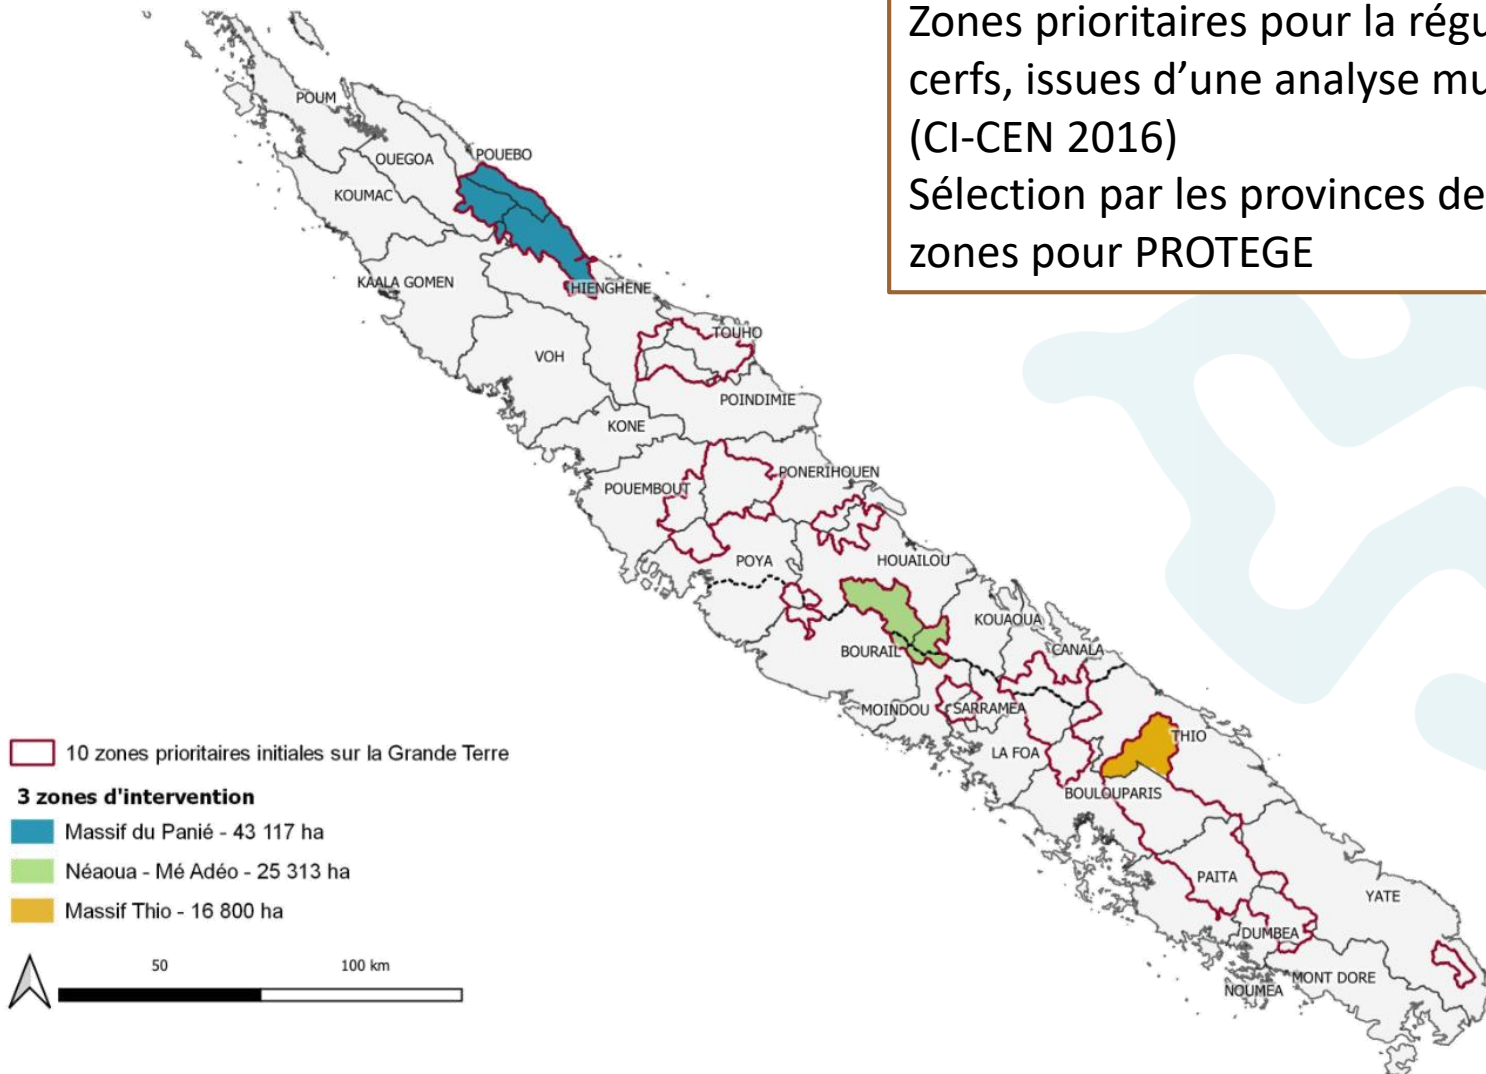 Zones prioritaires pour la régu
cerfs, issues d’une analyse mu
(CI-CEN 2016)
Sélection par les provinces de
zones pour PROTEGE
POUM
OUEGOA
POUEBO
KOUMAC
KAALA GOMEN
HIENGHENE
TOUHO
VOH
POINDIMIE
KONE
PONERIHOUEN
POUEMBOUT
POYA
HOUAILOU
KOUAOUA
BOURAIL
CANALA
MOINDOU
SARRAMEA
THIO
LA FOA
BOULOUPARIS
PAITA
YATE
DUMBEA
MONT DORE
NOUMEA
10 zones prioritaires initiales sur la Grande Terre
3 zones d'intervention
Massif du Panié - 43 117 ha
Néaoua - Mé Adéo - 25 313 ha
Massif Thio - 16 800 ha
50 100 km